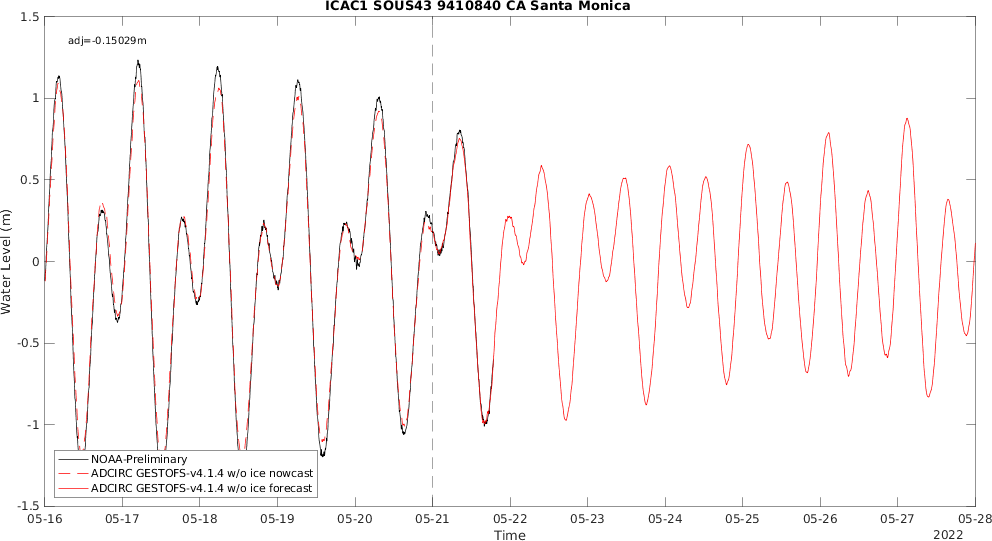 ICAC1 SOUS43 9410840 CA Santa Monica
adj=-0.15029m
1.5
1
0.5
0
-0.5
-1
-1.5
Water Level (m)
NOAA-Preliminary
ADCIRC GESTOFS-v4.1.4 w/o ice nowcast
ADCIRC GESTOFS-v4.1.4 w/o ice forecast
05-16 05-17 05-18 05-19 05-20 05-21 05-22 05-23 05-24 05-25 05-26 05-27 05-28
Time
2022